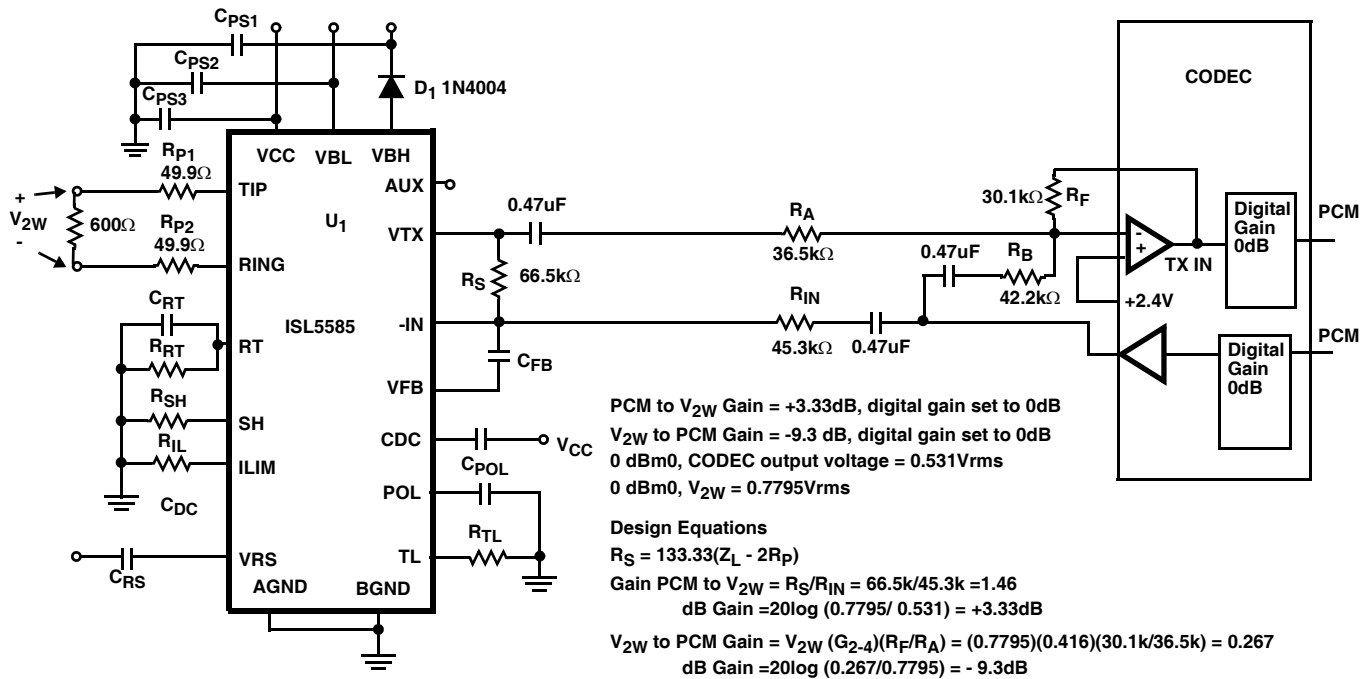 CPS1
CPS2
CPS3
D1 1N4004
CODEC
VCC
VBL
VBH
RP1
49.9Ω
TIP
AUX
+
V2W
-
600Ω
RP2
49.9Ω
RING
U1
ISL5585
VTX
0.47uF
RS
66.5kΩ
RA
36.5kΩ
30.1kΩ
RF
0.47uF
RB
42.2kΩ
-
+
TX IN
+2.4V
Digital
Gain
0dB
PCM
CRT
RRT
RT
-IN
RIN
45.3kΩ
0.47uF
Digital
Gain
0dB
PCM
CFB
VFB
RSH
SH
RIL
ILIM
CDC
CDC
VCC
CPOL
POL
RTL
TL
CRS
VRS
AGND
BGND
PCM to V2W Gain = +3.33dB, digital gain set to 0dB
V2W to PCM Gain = -9.3 dB, digital gain set to 0dB
0 dBm0, CODEC output voltage = 0.531Vrms
0 dBm0, V2W = 0.7795Vrms
Design Equations
RS = 133.33(ZL - 2RP)
Gain PCM to V2W = RS/RIN = 66.5k/45.3k =1.46
dB Gain =20log (0.7795/ 0.531) = +3.33dB
V2W to PCM Gain = V2W (G2-4)(RF/RA) = (0.7795)(0.416)(30.1k/36.5k) = 0.267
dB Gain =20log (0.267/0.7795) = - 9.3dB